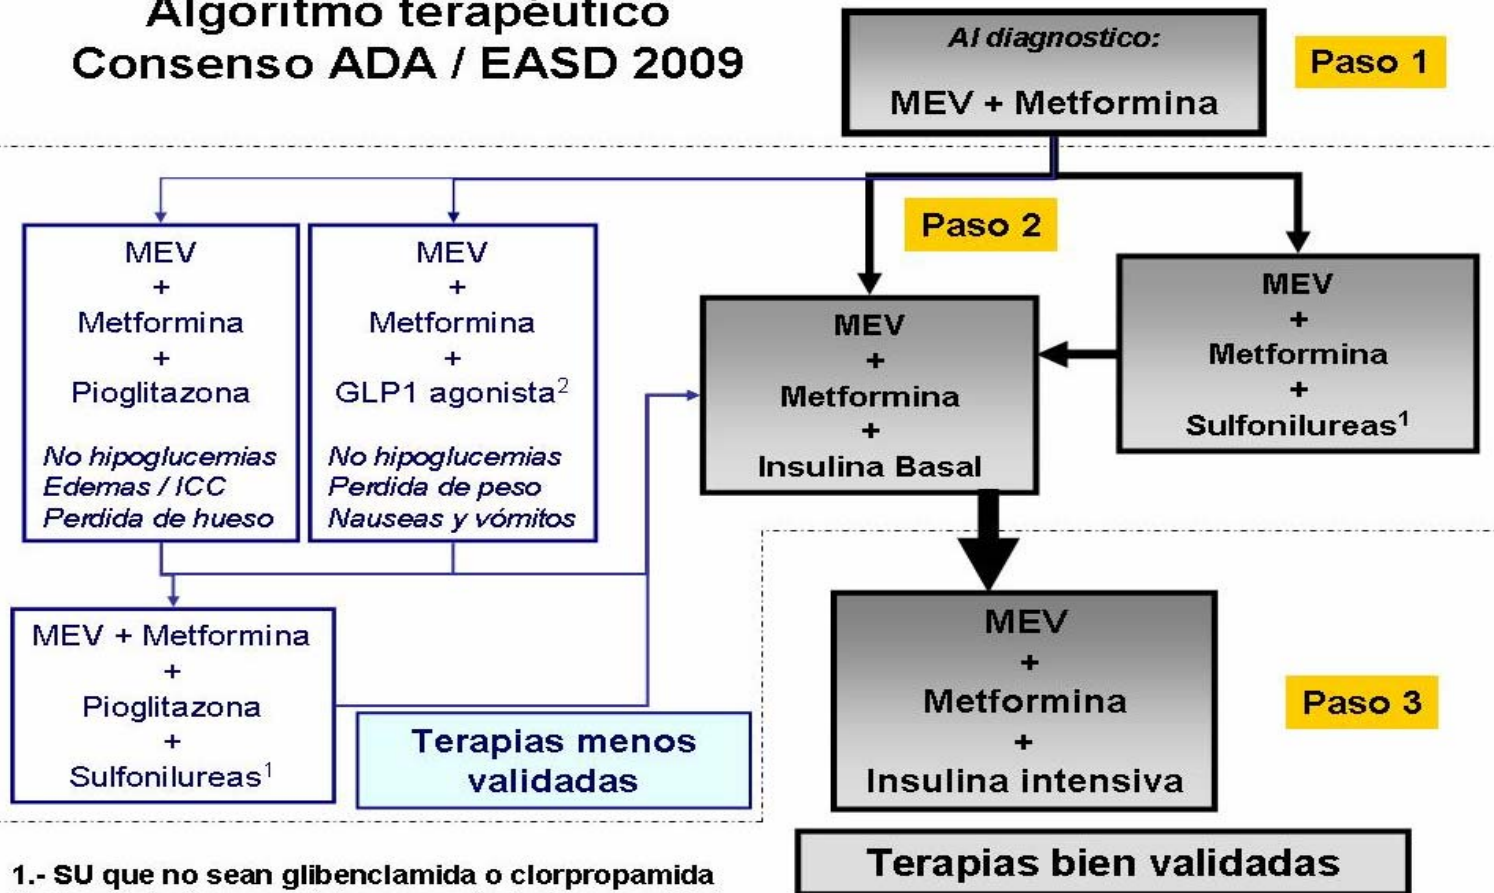 Algoritmo terapéutico
Consenso ADA / EASD 2009
Al diagnostico:
MEV + Metformina
Paso 1
Paso 2
MEV
+
Metformina
+
Pioglitazona
No hipoglucemias
Edemas / ICC
Perdida de hueso
MEV
+
Metformina
+
GLP1 agonista²
No hipoglucemias
Perdida de peso
Nauseas y vómitos
MEV
+
Metformina
+
Insulina Basal
MEV
+
Metformina
+
Sulfonilureas¹
MEV + Metformina
+
Pioglitazona
+
Sulfonilureas¹
Terapias menos
validadas
MEV
+
Metformina
+
Insulina intensiva
Paso 3
Terapias bien validadas
1.- SU que no sean glibenclamida o clorpropamida